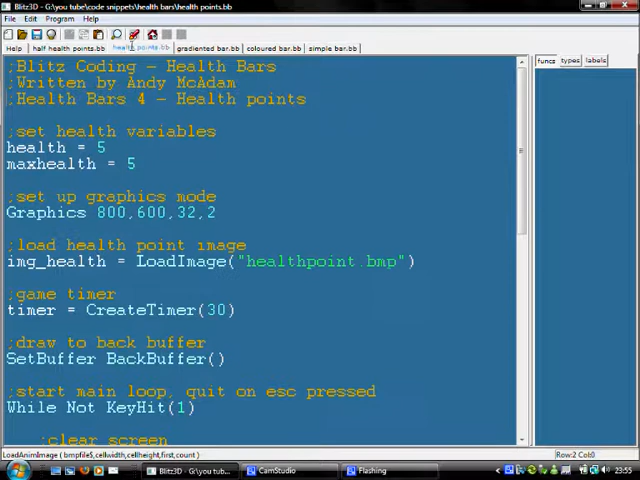 Blitz3D - G:\you tube\code snippets\health bars\health points.bb
File Edit Program Help
Help half health points.bb health points.bb gradiented bar.bb coloured bar.bb simple bar.bb
funcs types labels
;Blitz Coding - Health Bars
;Written by Andy McAdam
;Health Bars 4 - Health points
;set health variables
health = 5
maxhealth = 5
;set up graphics mode
Graphics 800,600,32,2
;load health point image
img_health = LoadImage("healthpoint.bmp")
;game timer
timer = CreateTimer(30)
;draw to back buffer
SetBuffer BackBuffer()
;start main loop, quit on esc pressed
While Not KeyHit(1)
;clear screen
LoadAnimImage ( bmpfile$,cellwidth,cellheight,first,count )
Row:2 Col:0
Blitz3D - G:\you tub... CamStudio Flashing 23:55